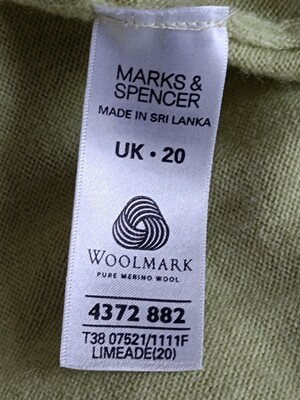 MARKS &
SPENCER
MADE IN SRI LANKA
UK • 20
WOOLMARK
PURE MERINO WOOL
4372 882
T38 07521/1111F
LIMEADE(20)